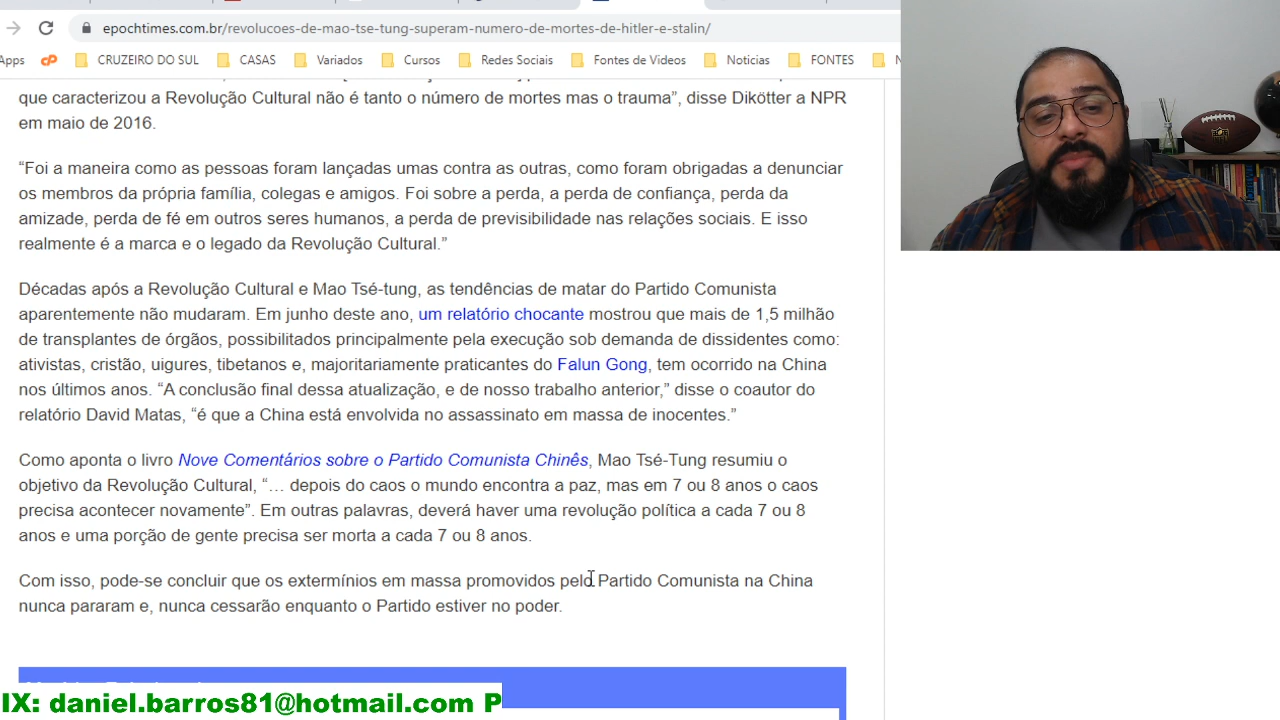 epochtimes.com.br/revolucoes-de-mao-tse-tung-superam-numero-de-mortes-de-hitler-e-stalin/
Apps CRUZEIRO DO SUL CASAS Variados Cursos Redes Sociais Fontes de Videos Noticias FONTES
que caracterizou a Revolução Cultural não é tanto o número de mortes mas o trauma”, disse Dikötter a NPR
em maio de 2016.
“Foi a maneira como as pessoas foram lançadas umas contra as outras, como foram obrigadas a denunciar
os membros da própria família, colegas e amigos. Foi sobre a perda, a perda de confiança, perda da
amizade, perda de fé em outros seres humanos, a perda de previsibilidade nas relações sociais. E isso
realmente é a marca e o legado da Revolução Cultural.”
Décadas após a Revolução Cultural e Mao Tsé-tung, as tendências de matar do Partido Comunista
aparentemente não mudaram. Em junho deste ano, um relatório chocante mostrou que mais de 1,5 milhão
de transplantes de órgãos, possibilitados principalmente pela execução sob demanda de dissidentes como:
ativistas, cristão, uigures, tibetanos e, majoritariamente praticantes do Falun Gong, tem ocorrido na China
nos últimos anos. “A conclusão final dessa atualização, e de nosso trabalho anterior,” disse o coautor do
relatório David Matas, “é que a China está envolvida no assassinato em massa de inocentes.”
Como aponta o livro Nove Comentários sobre o Partido Comunista Chinês, Mao Tsé-Tung resumiu o
objetivo da Revolução Cultural, “… depois do caos o mundo encontra a paz, mas em 7 ou 8 anos o caos
precisa acontecer novamente”. Em outras palavras, deverá haver uma revolução política a cada 7 ou 8
anos e uma porção de gente precisa ser morta a cada 7 ou 8 anos.
Com isso, pode-se concluir que os extermínios em massa promovidos pelo Partido Comunista na China
nunca pararam e, nunca cessarão enquanto o Partido estiver no poder.
IX: daniel.barros81@hotmail.com P